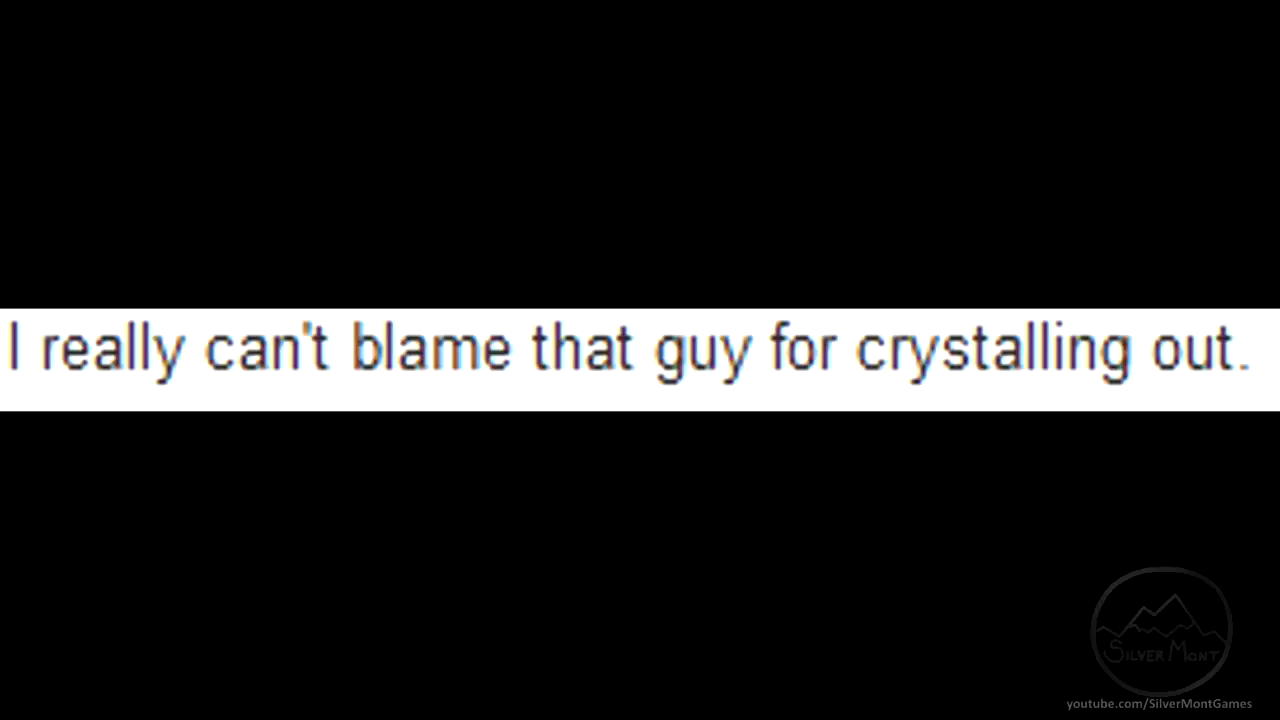 I really can't blame that guy for crystalling out.
SILVER MONT
youtube.com/SilverMontGames